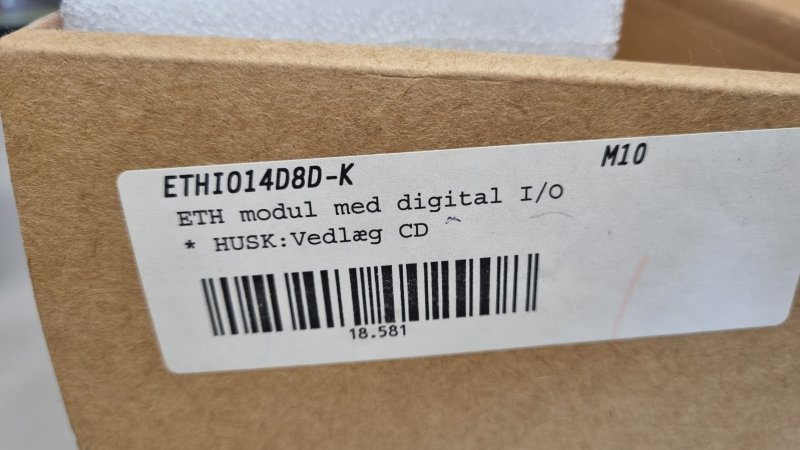 ETHIO14D8D-K M10
ETH modul med digital I/O
* HUSK:Vedlæg CD
18.581